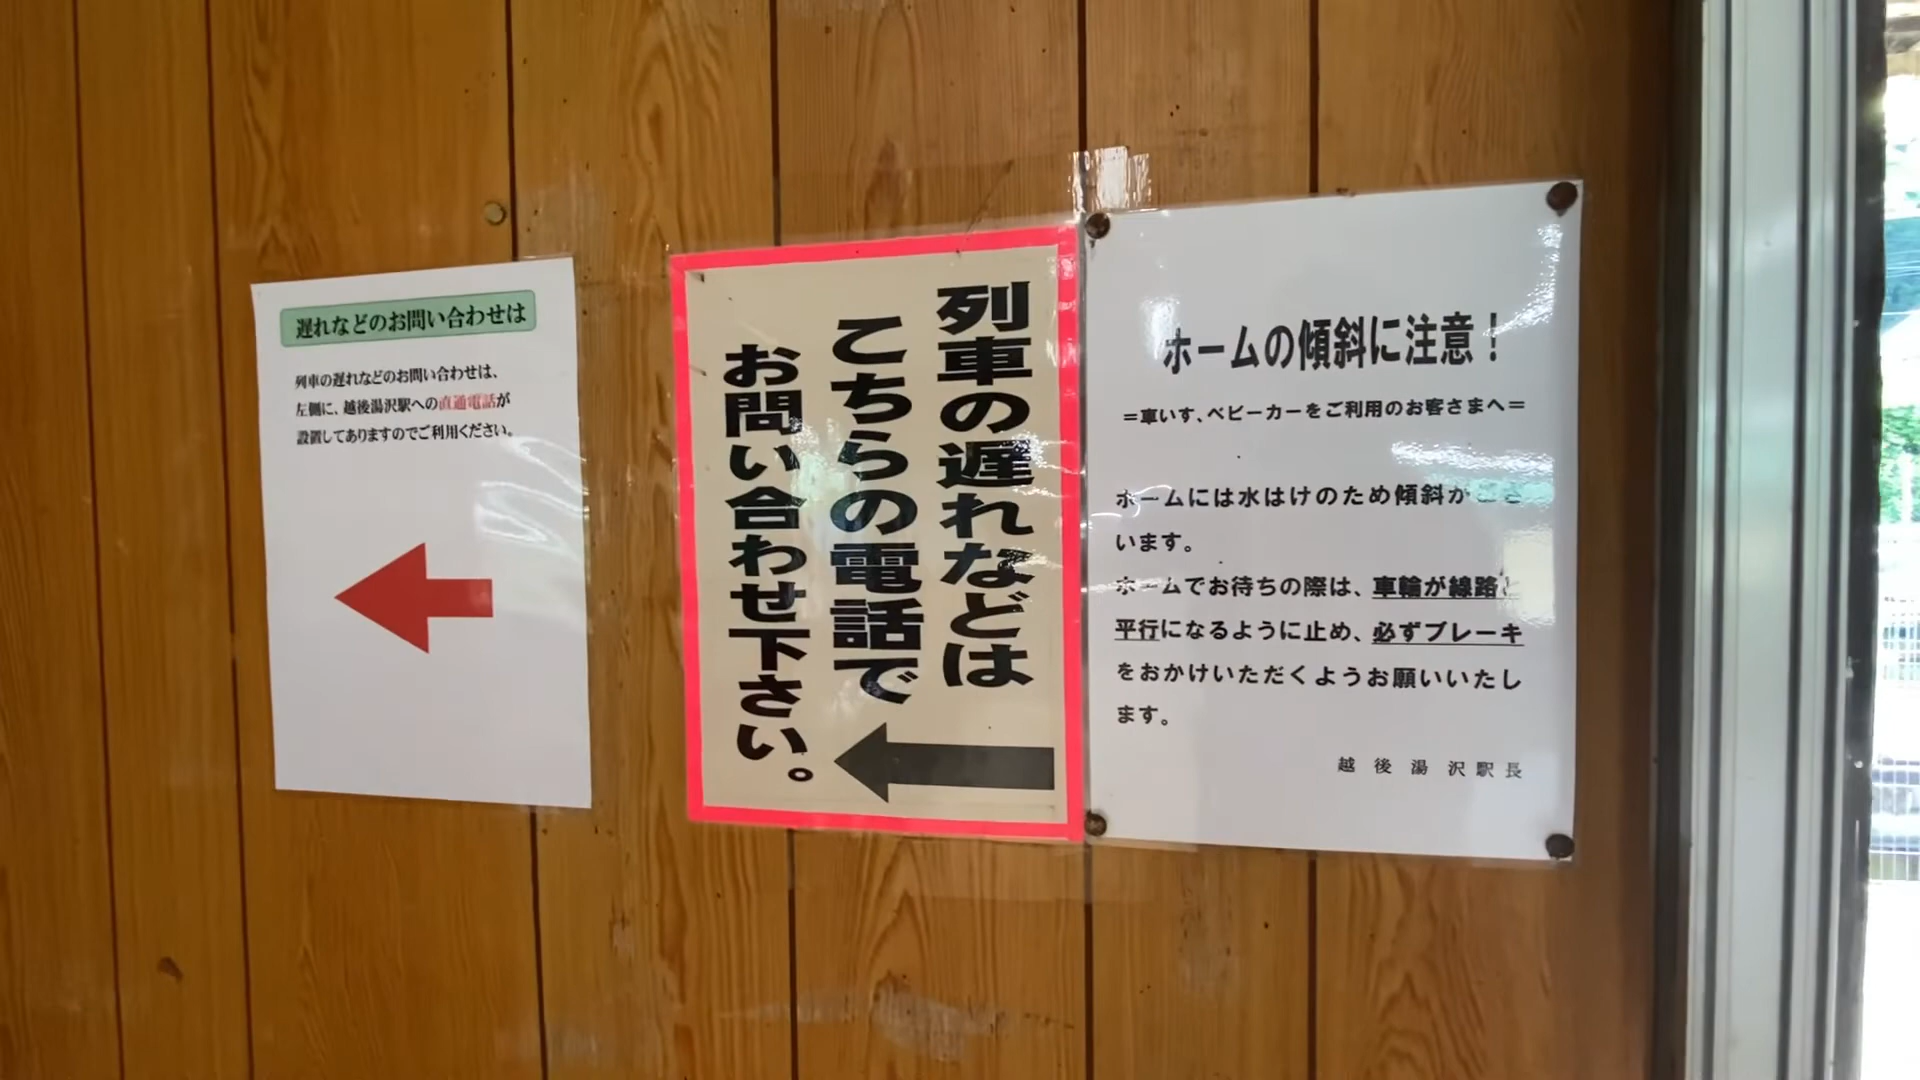 遅れなどのお問い合わせは
列車の遅れなどのお問い合わせは、
左側に、越後湯沢駅への直通電話が
設置してありますのでご利用ください。
列車の遅れなどは
こちらの電話で
お問い合わせ下さい。
ホームの傾斜に注意!
=車いす、ベビーカーをご利用のお客さまへ=
ホームには水はけのため傾斜がござ
います。
ホームでお待ちの際は、車輪が線路と
平行になるように止め、必ずブレーキ
をおかけいただくようお願いいたし
ます。
越後湯沢駅長